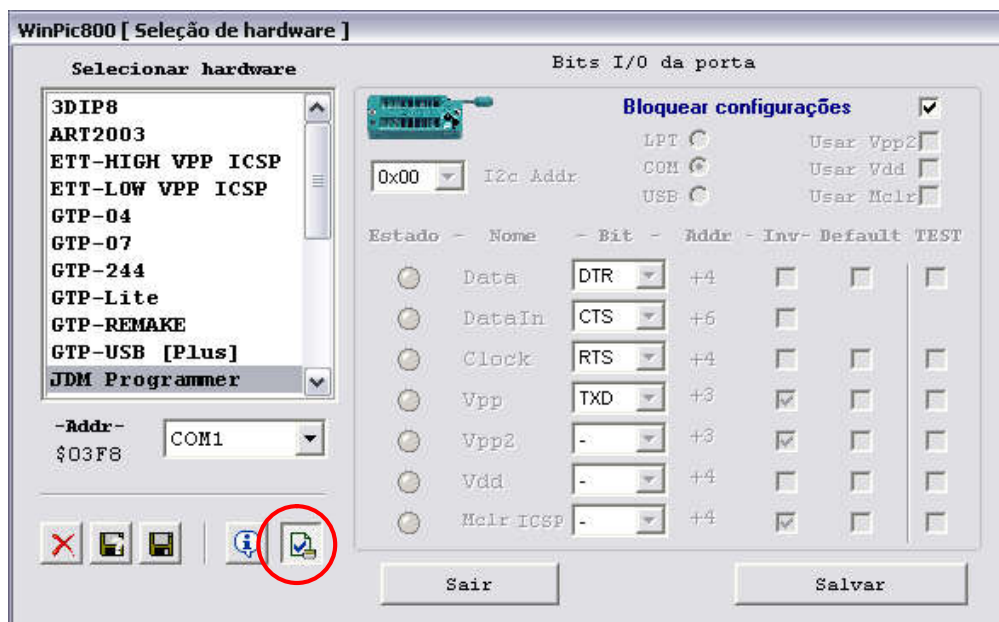 WinPic800 [ Seleção de hardware ]
Selecionar hardware
Bits I/O da porta
3DIP8
ART2003
ETT-HIGH VPP ICSP
ETT-LOW VPP ICSP
GTP-04
GTP-07
GTP-244
GTP-Lite
GTP-REMAKE
GTP-USB [Plus]
JDM Programmer
-Addr-
$03F8
COM1
Bloquear configurações
0x00 I2c Addr
LPT Usar Vpp2
COM Usar Vdd
USB Usar Mclr
Estado - Nome - Bit - Addr - Inv- Default TEST
Data DTR +4
DataIn CTS +6
Clock RTS +4
Vpp TXD +3
Vpp2 - +3
Vdd - +4
Mclr ICSP - +4
Sair Salvar